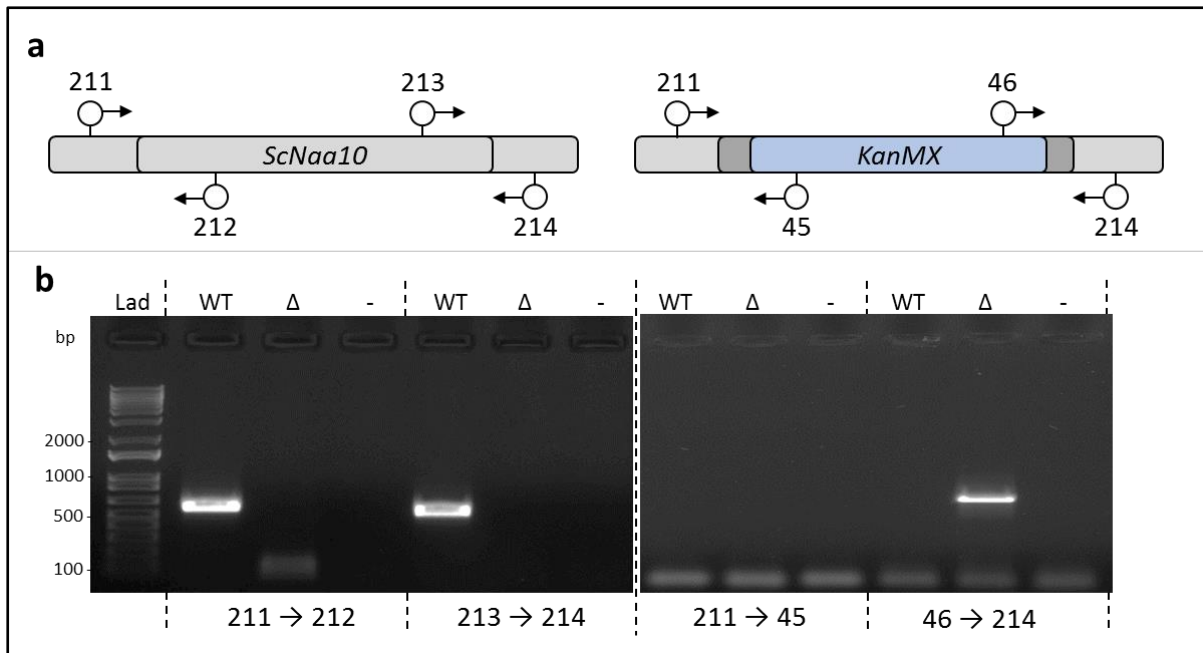 a
211 213 211 46
ScNaa10 KanMX
212 214 45 214
b
Lad WT Δ - WT Δ - WT Δ - WT Δ -
bp
2000
1000
500
100
211 → 212 213 → 214 211 → 45 46 → 214